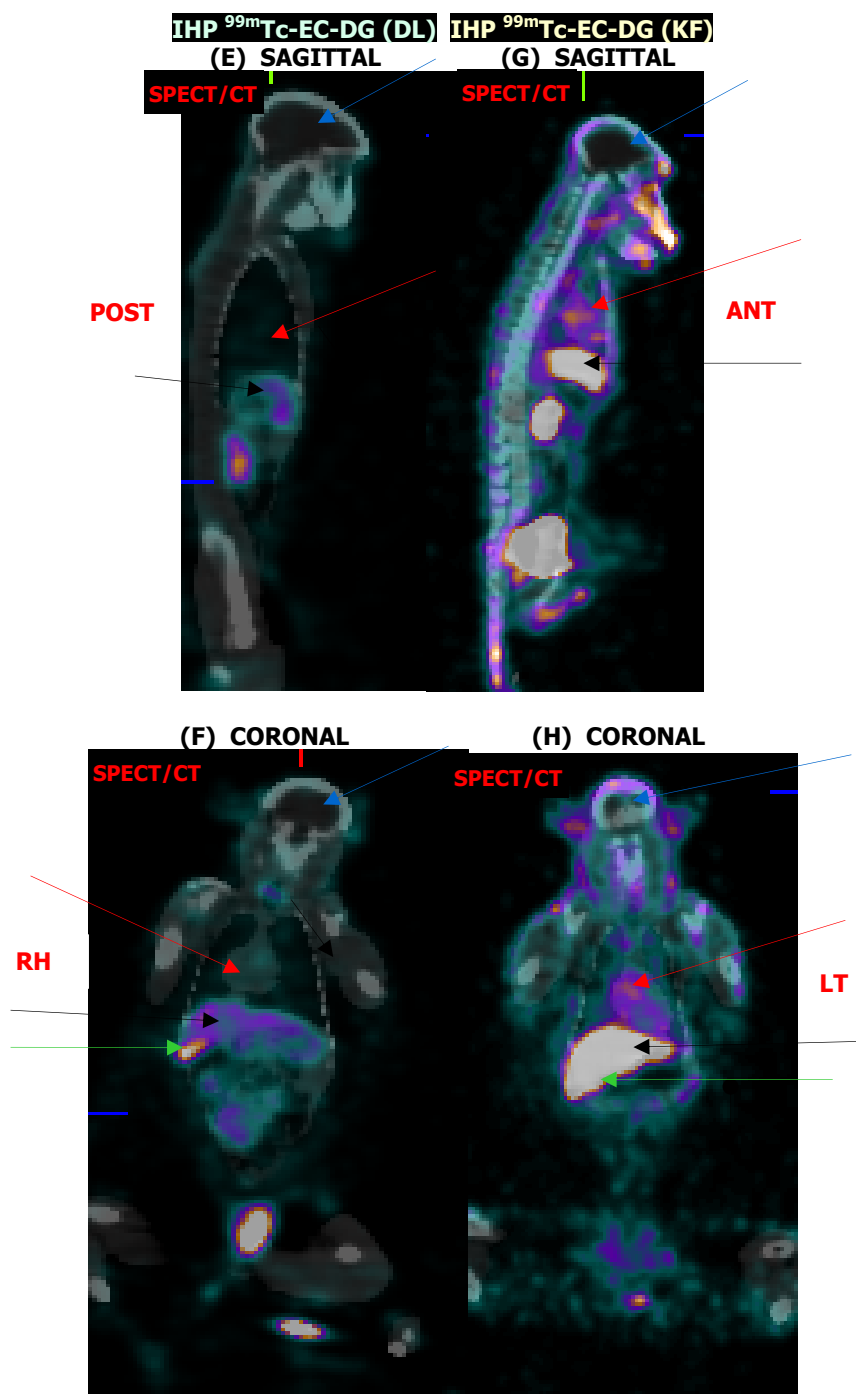 IHP ⁹⁹ᵐTc-EC-DG (DL) IHP ⁹⁹ᵐTc-EC-DG (KF)
(E) SAGITTAL (G) SAGITTAL
SPECT/CT SPECT/CT
POST ANT
(F) CORONAL (H) CORONAL
SPECT/CT SPECT/CT
RH LT